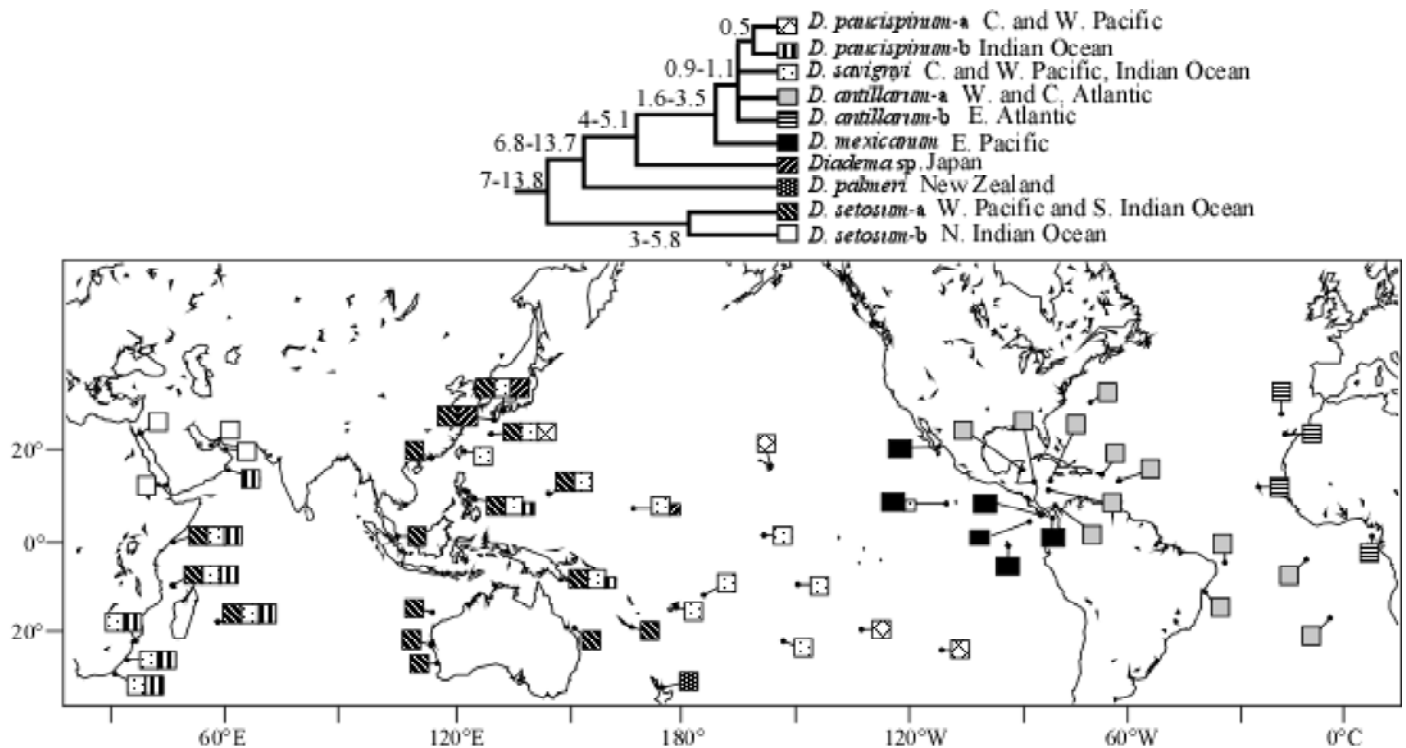 D. paucispinum-a C. and W. Pacific
0.5
D. paucispinum-b Indian Ocean
D. savignyi C. and W. Pacific, Indian Ocean
0.9-1.1
D. antillarum-a W. and C. Atlantic
1.6-3.5
D. antillarum-b E. Atlantic
4-5.1
D. mexicanum E. Pacific
6.8-13.7
Diadema sp. Japan
7-13.8
D. palmeri New Zealand
D. setosum-a W. Pacific and S. Indian Ocean
3-5.8
D. setosum-b N. Indian Ocean
20°
0°
20°
60°E 120°E 180° 120°W 60°W 0°C